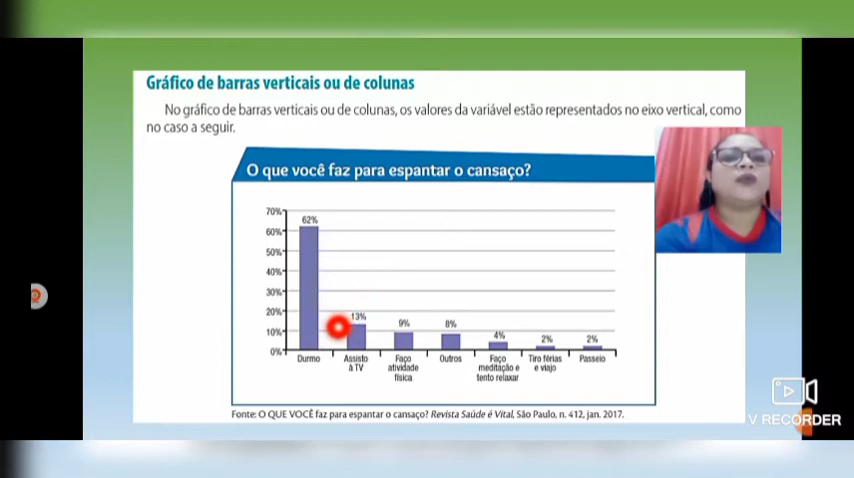 Gráfico de barras verticais ou de colunas
No gráfico de barras verticais ou de colunas, os valores da variável estão representados no eixo vertical, como
no caso a seguir.
O que você faz para espantar o cansaço?
70%
60%
50%
40%
30%
20%
10%
0%
62%
13%
9%
8%
4%
2%
2%
Durmo
Assisto
à TV
Faço
atividade
física
Outros
Faço
meditação e
tento relaxar
Tiro férias
e viajo
Passeio
Fonte: O QUE VOCÊ faz para espantar o cansaço? Revista Saúde é Vital, São Paulo, n. 412, jan. 2017.
V RECORDER